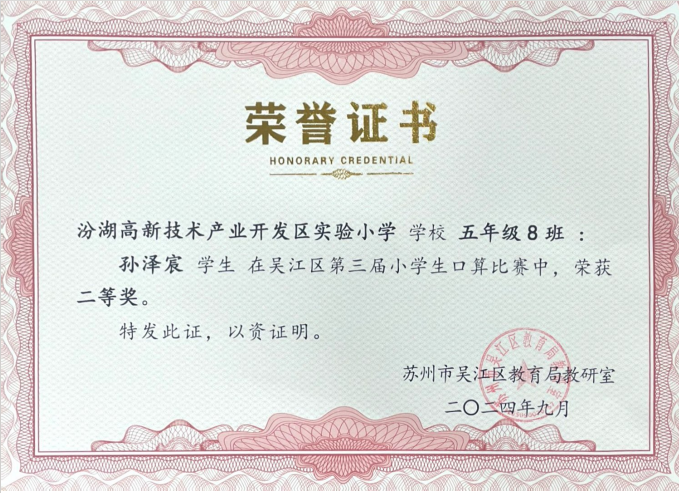 荣誉证书
HONORARY CREDENTIAL
汾湖高新技术产业开发区实验小学 学校 五年级8班 :
孙泽宸 学生 在吴江区第三届小学生口算比赛中，荣获
二等奖。
特发此证，以资证明。
苏州市吴江区教育局教研室
二〇二四年九月